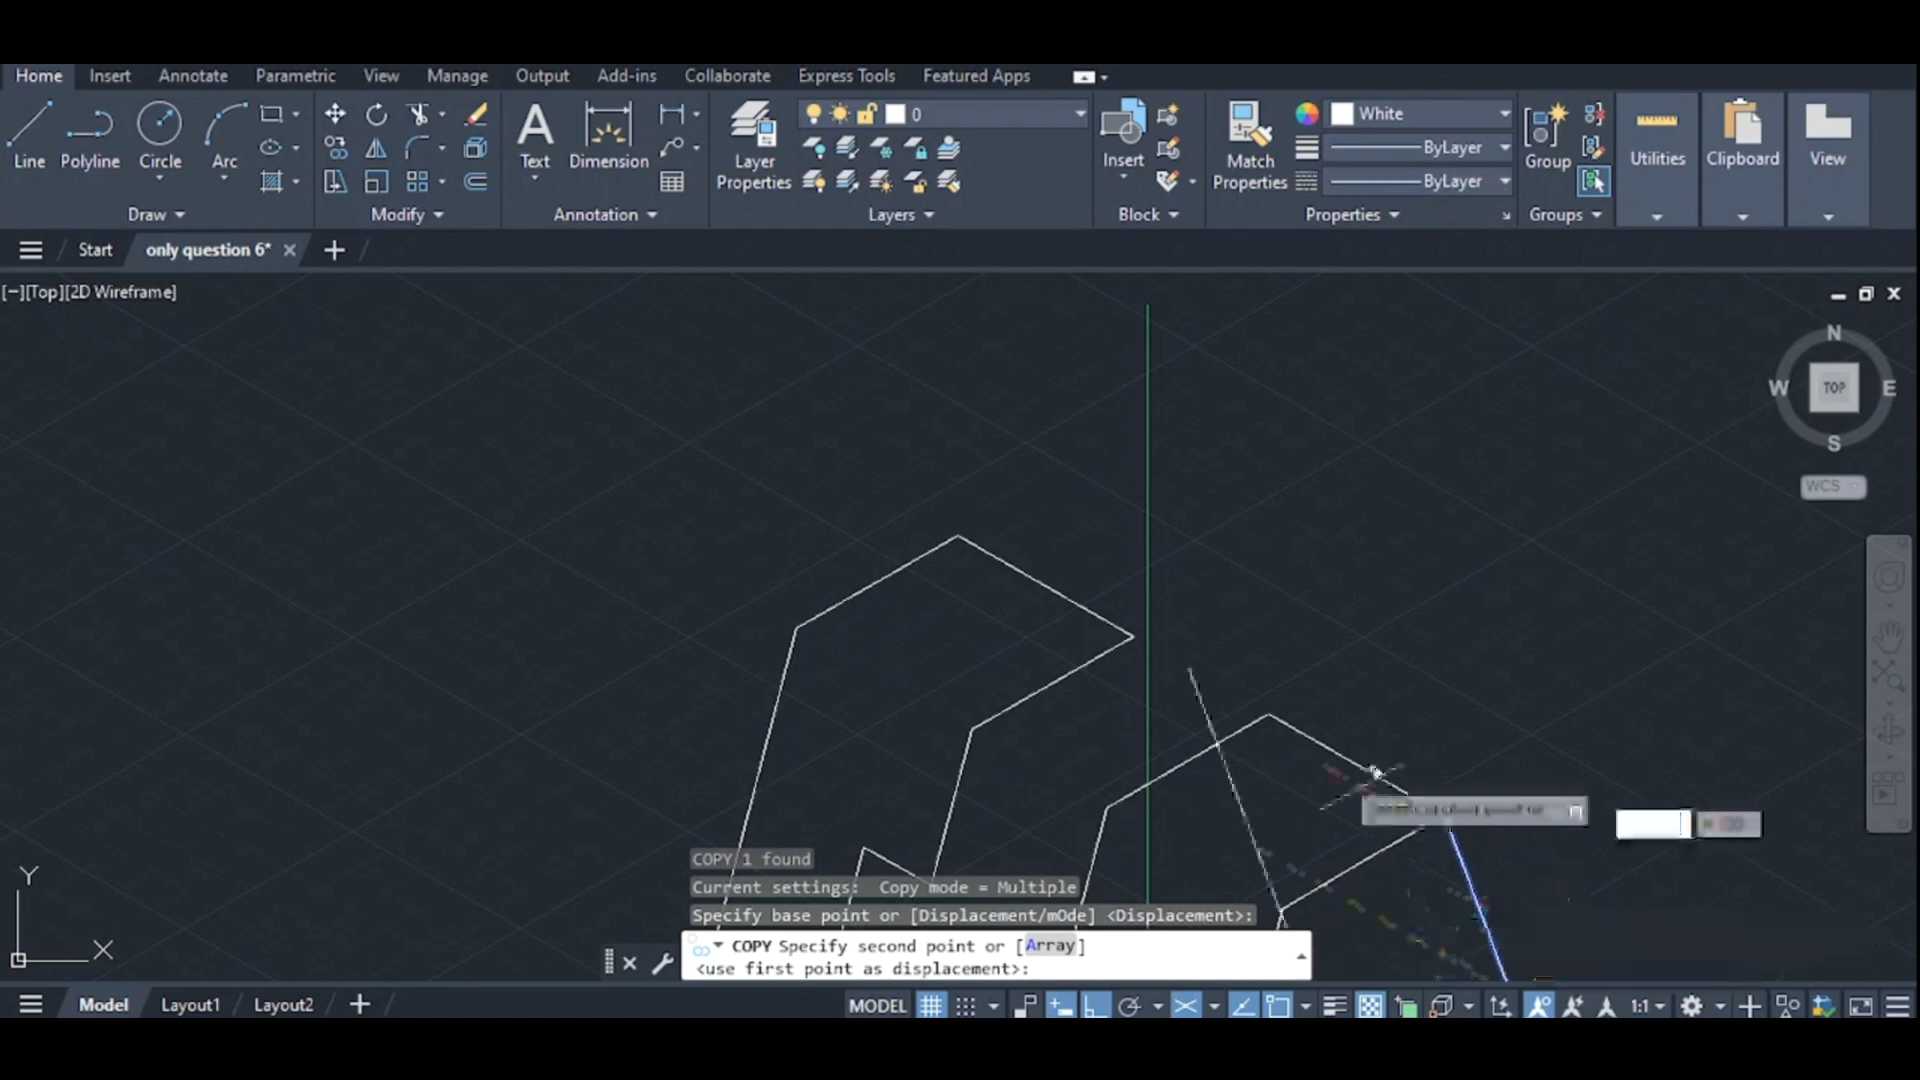 Home Insert Annotate Parametric View Manage Output Add-ins Collaborate Express Tools Featured Apps
0
White
Line Polyline Circle Arc
Text Dimension
Layer Properties
Insert
Match Properties
ByLayer
ByLayer
Group
Utilities Clipboard View
Draw Modify Annotation Layers Block Properties Groups
Start only question 6*
[−][Top][2D Wireframe]
N
W TOP E
S
WCS
COPY 1 found
Current settings:  Copy mode = Multiple
Specify base point or [Displacement/mOde] <Displacement>:
COPY Specify second point or [Array]
<use first point as displacement>:
Y
X
Model Layout1 Layout2
MODEL 1:1